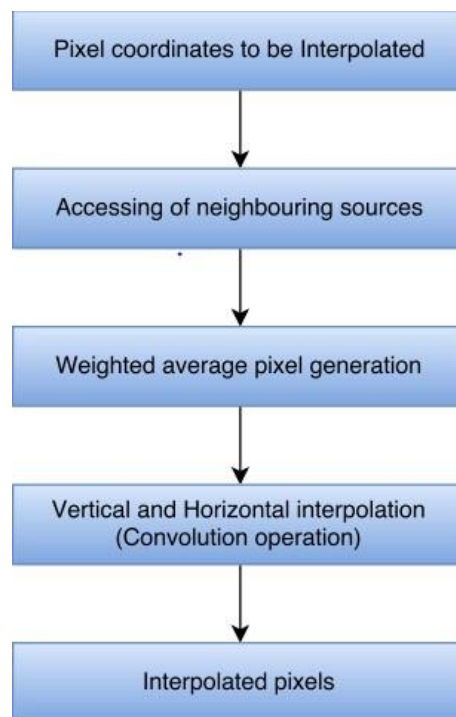 Pixel coordinates to be Interpolated
Accessing of neighbouring sources
Weighted average pixel generation
Vertical and Horizontal interpolation
(Convolution operation)
Interpolated pixels